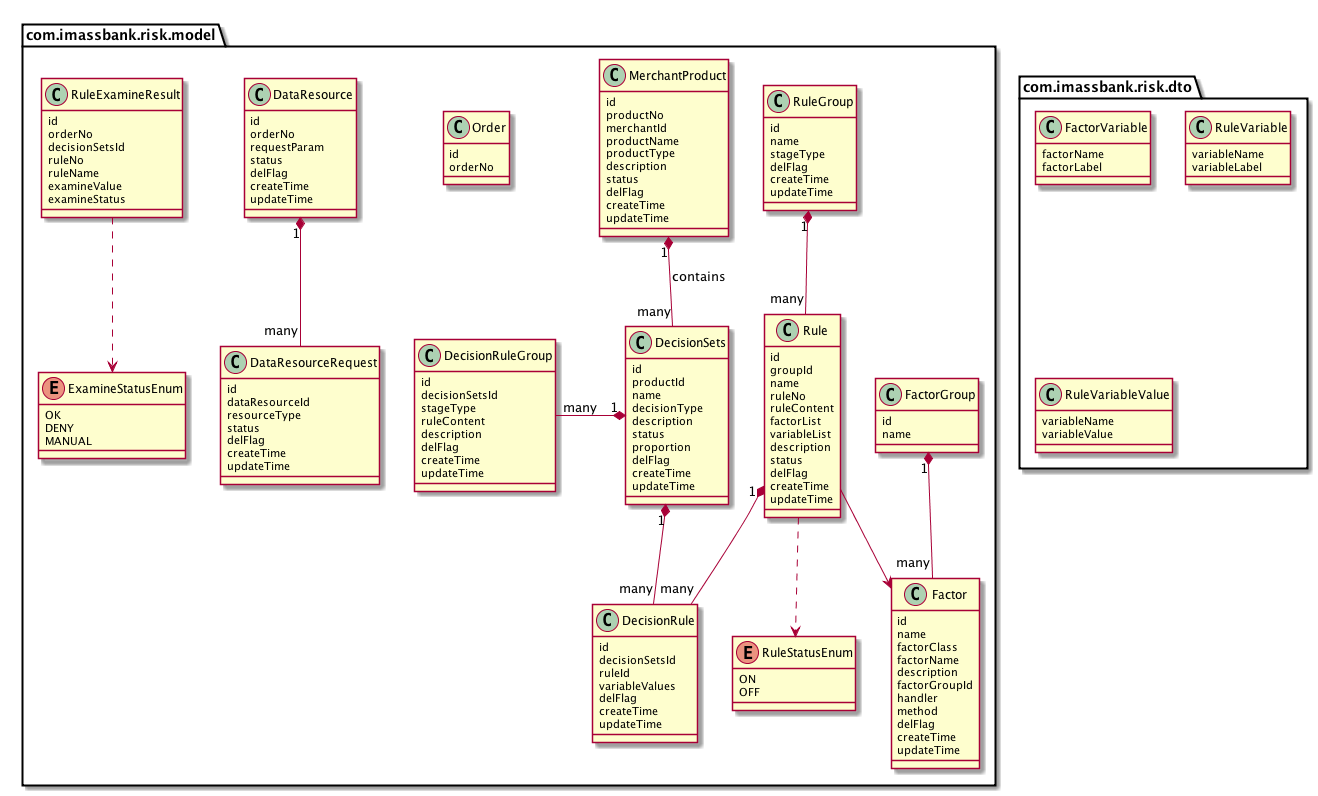 com.imassbank.risk.model
C RuleExamineResult
id
orderNo
decisionSetsId
ruleNo
ruleName
examineValue
examineStatus
C DataResource
id
orderNo
requestParam
status
delFlag
createTime
updateTime
C Order
id
orderNo
C MerchantProduct
id
productNo
merchantId
productName
productType
description
status
delFlag
createTime
updateTime
C RuleGroup
id
name
stageType
delFlag
createTime
updateTime
1
many
1
contains
many
1
many
E ExamineStatusEnum
OK
DENY
MANUAL
C DataResourceRequest
id
dataResourceId
resourceType
status
delFlag
createTime
updateTime
C DecisionRuleGroup
id
decisionSetsId
stageType
ruleContent
description
delFlag
createTime
updateTime
many 1
C DecisionSets
id
productId
name
decisionType
description
status
proportion
delFlag
createTime
updateTime
C Rule
id
groupId
name
ruleNo
ruleContent
factorList
variableList
description
status
delFlag
createTime
updateTime
C FactorGroup
id
name
1
many
1
many
1
many
C DecisionRule
id
decisionSetsId
ruleId
variableValues
delFlag
createTime
updateTime
E RuleStatusEnum
ON
OFF
C Factor
id
name
factorClass
factorName
description
factorGroupId
handler
method
delFlag
createTime
updateTime
com.imassbank.risk.dto
C FactorVariable
factorName
factorLabel
C RuleVariable
variableName
variableLabel
C RuleVariableValue
variableName
variableValue